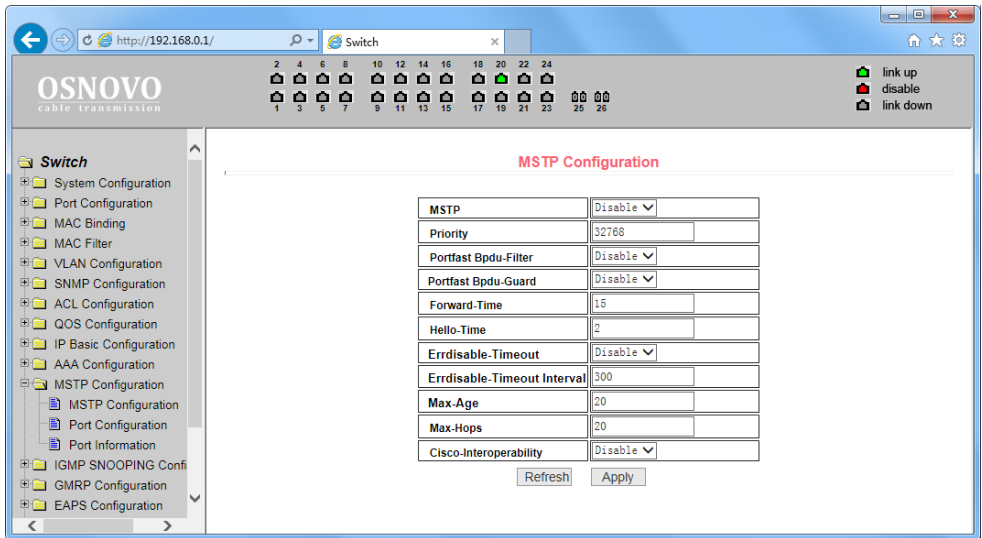 http://192.168.0.1/
Switch
OSNOVO
cable transmission
2 4 6 8 10 12 14 16 18 20 22 24
1 3 5 7 9 11 13 15 17 19 21 23 25 26
link up
disable
link down
Switch
System Configuration
Port Configuration
MAC Binding
MAC Filter
VLAN Configuration
SNMP Configuration
ACL Configuration
QOS Configuration
IP Basic Configuration
AAA Configuration
MSTP Configuration
MSTP Configuration
Port Configuration
Port Information
IGMP SNOOPING Confi
GMRP Configuration
EAPS Configuration
MSTP Configuration
MSTP Disable
Priority 32768
Portfast Bpdu-Filter Disable
Portfast Bpdu-Guard Disable
Forward-Time 15
Hello-Time 2
Errdisable-Timeout Disable
Errdisable-Timeout Interval 300
Max-Age 20
Max-Hops 20
Cisco-Interoperability Disable
Refresh Apply